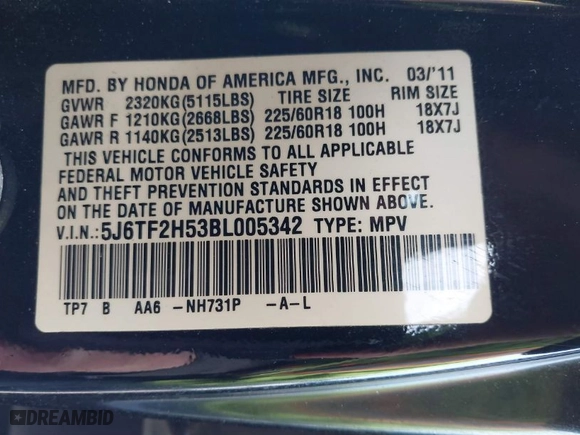 MFD. BY HONDA OF AMERICA MFG., INC. 03/'11
GVWR 2320KG(5115LBS) TIRE SIZE RIM SIZE
GAWR F 1210KG(2668LBS) 225/60R18 100H 18X7J
GAWR R 1140KG(2513LBS) 225/60R18 100H 18X7J
THIS VEHICLE CONFORMS TO ALL APPLICABLE
FEDERAL MOTOR VEHICLE SAFETY
AND THEFT PREVENTION STANDARDS IN EFFECT
ON THE DATE OF MANUFACTURE SHOWN ABOVE.
V.I.N.:5J6TF2H53BL005342 TYPE: MPV
TP7 B AA6 -NH731P -A-L
DREAMBID